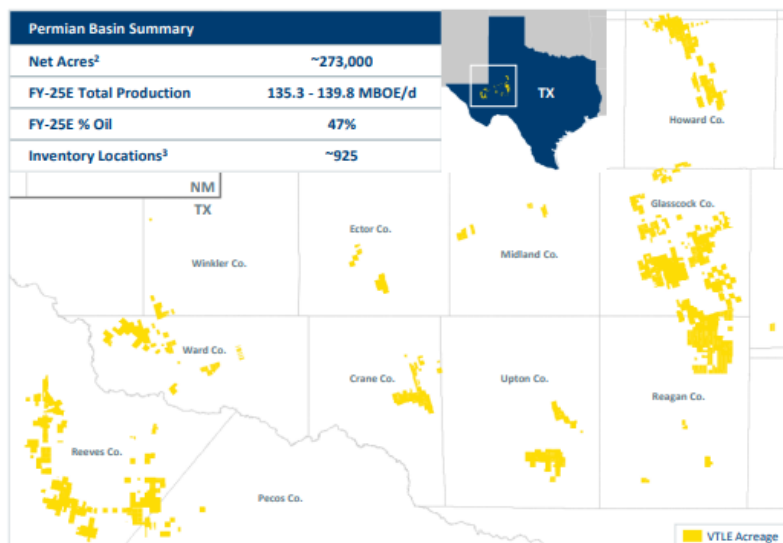 Permian Basin Summary
Net Acres² ~273,000
FY-25E Total Production 135.3 - 139.8 MBOE/d
FY-25E % Oil 47%
Inventory Locations³ ~925
TX
Howard Co.
NM
TX
Winkler Co.
Ector Co.
Midland Co.
Glasscock Co.
Ward Co.
Crane Co.
Upton Co.
Reagan Co.
Reeves Co.
Pecos Co.
VTLE Acreage